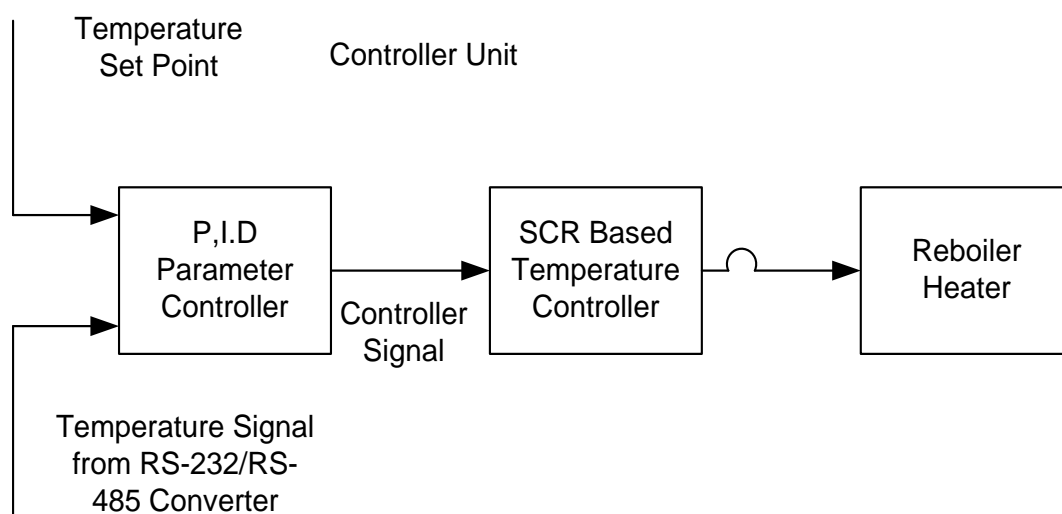 Temperature
Set Point
Controller Unit
P,I.D
Parameter
Controller
Controller
Signal
SCR Based
Temperature
Controller
Reboiler
Heater
Temperature Signal
from RS-232/RS-
485 Converter